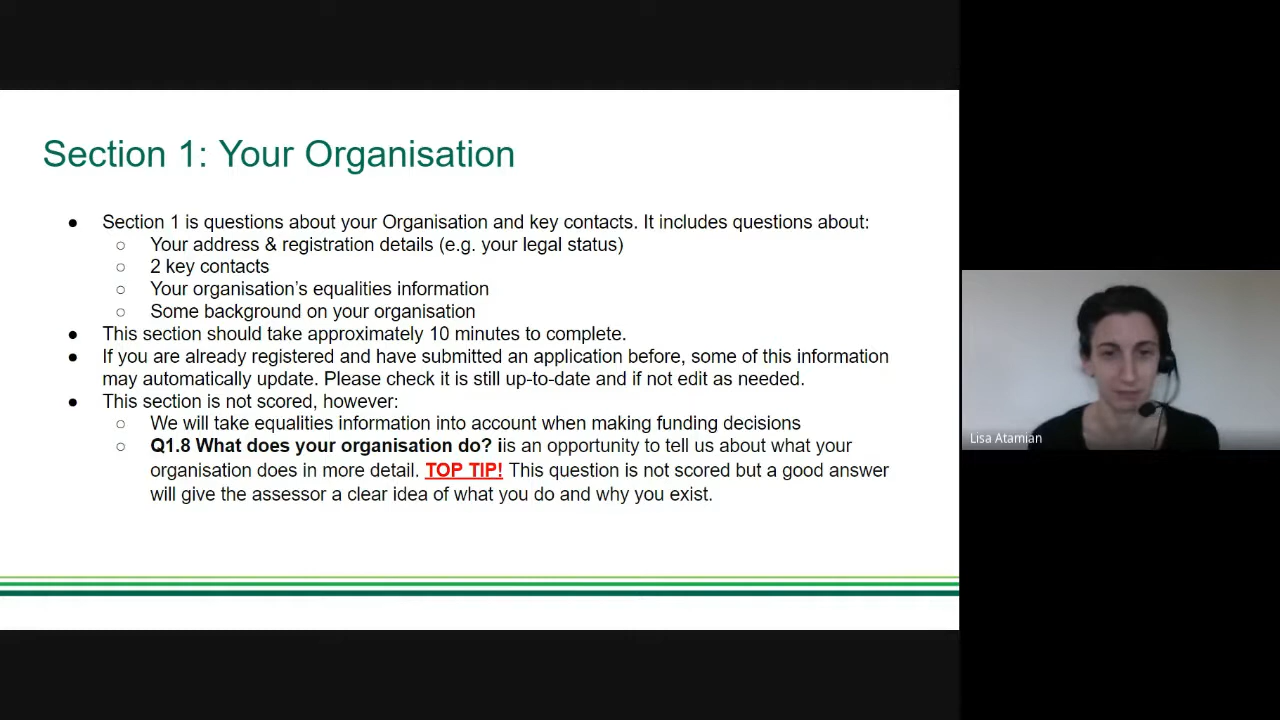 Section 1: Your Organisation
● Section 1 is questions about your Organisation and key contacts. It includes questions about:
○ Your address & registration details (e.g. your legal status)
○ 2 key contacts
○ Your organisation’s equalities information
○ Some background on your organisation
● This section should take approximately 10 minutes to complete.
● If you are already registered and have submitted an application before, some of this information
may automatically update. Please check it is still up-to-date and if not edit as needed.
● This section is not scored, however:
○ We will take equalities information into account when making funding decisions
○ Q1.8 What does your organisation do? iis an opportunity to tell us about what your
organisation does in more detail. TOP TIP! This question is not scored but a good answer
will give the assessor a clear idea of what you do and why you exist.
Lisa Atamian